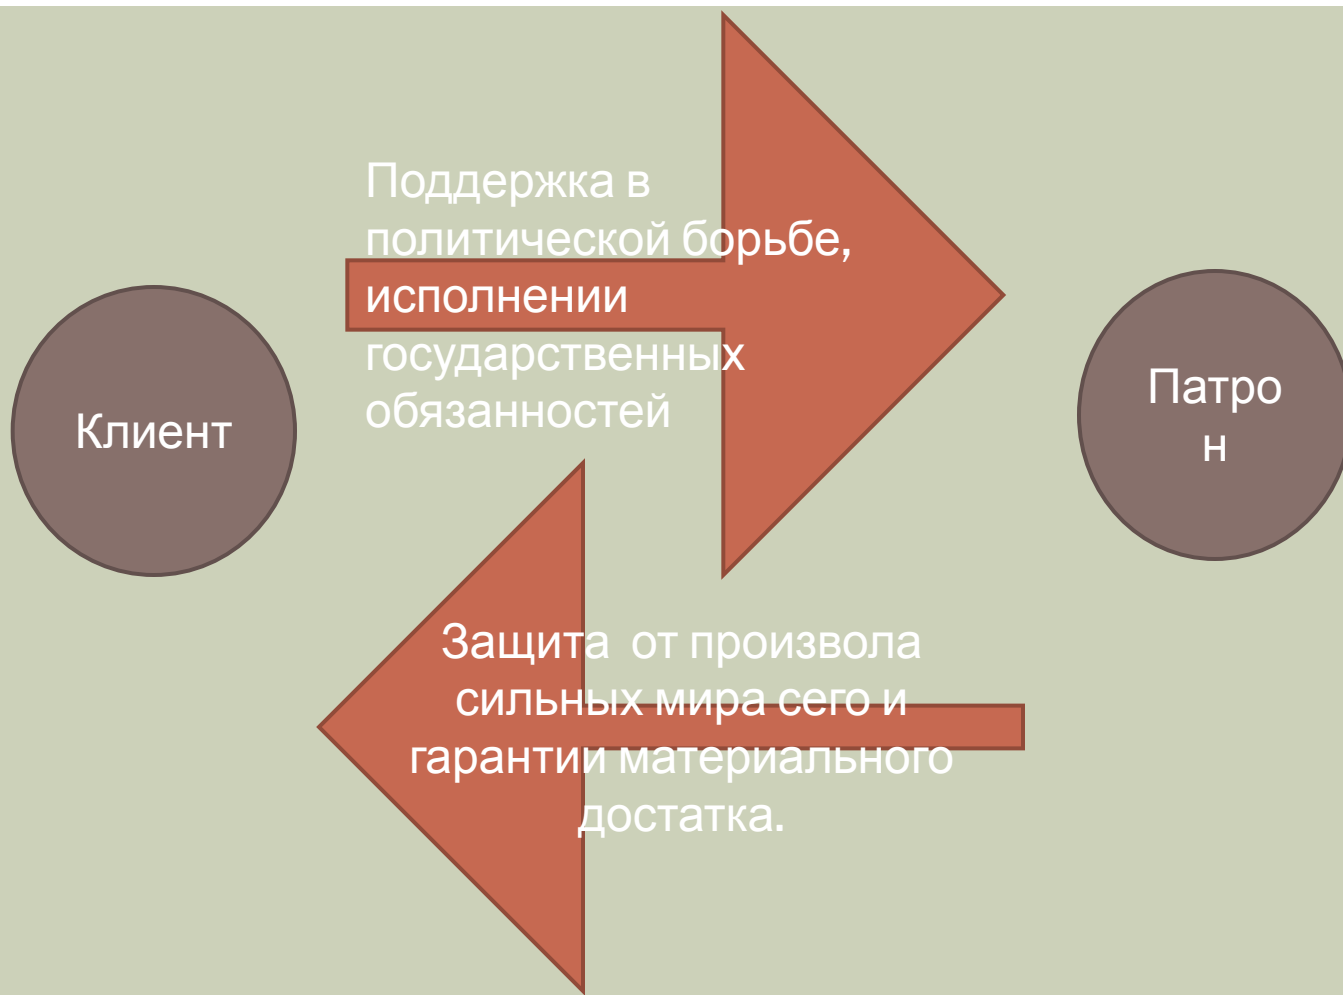 Поддержка в
политической борьбе,
исполнении
государственных
обязанностей
Клиент
Патро
н
Защита  от произвола
сильных мира сего и
гарантии материального
достатка.